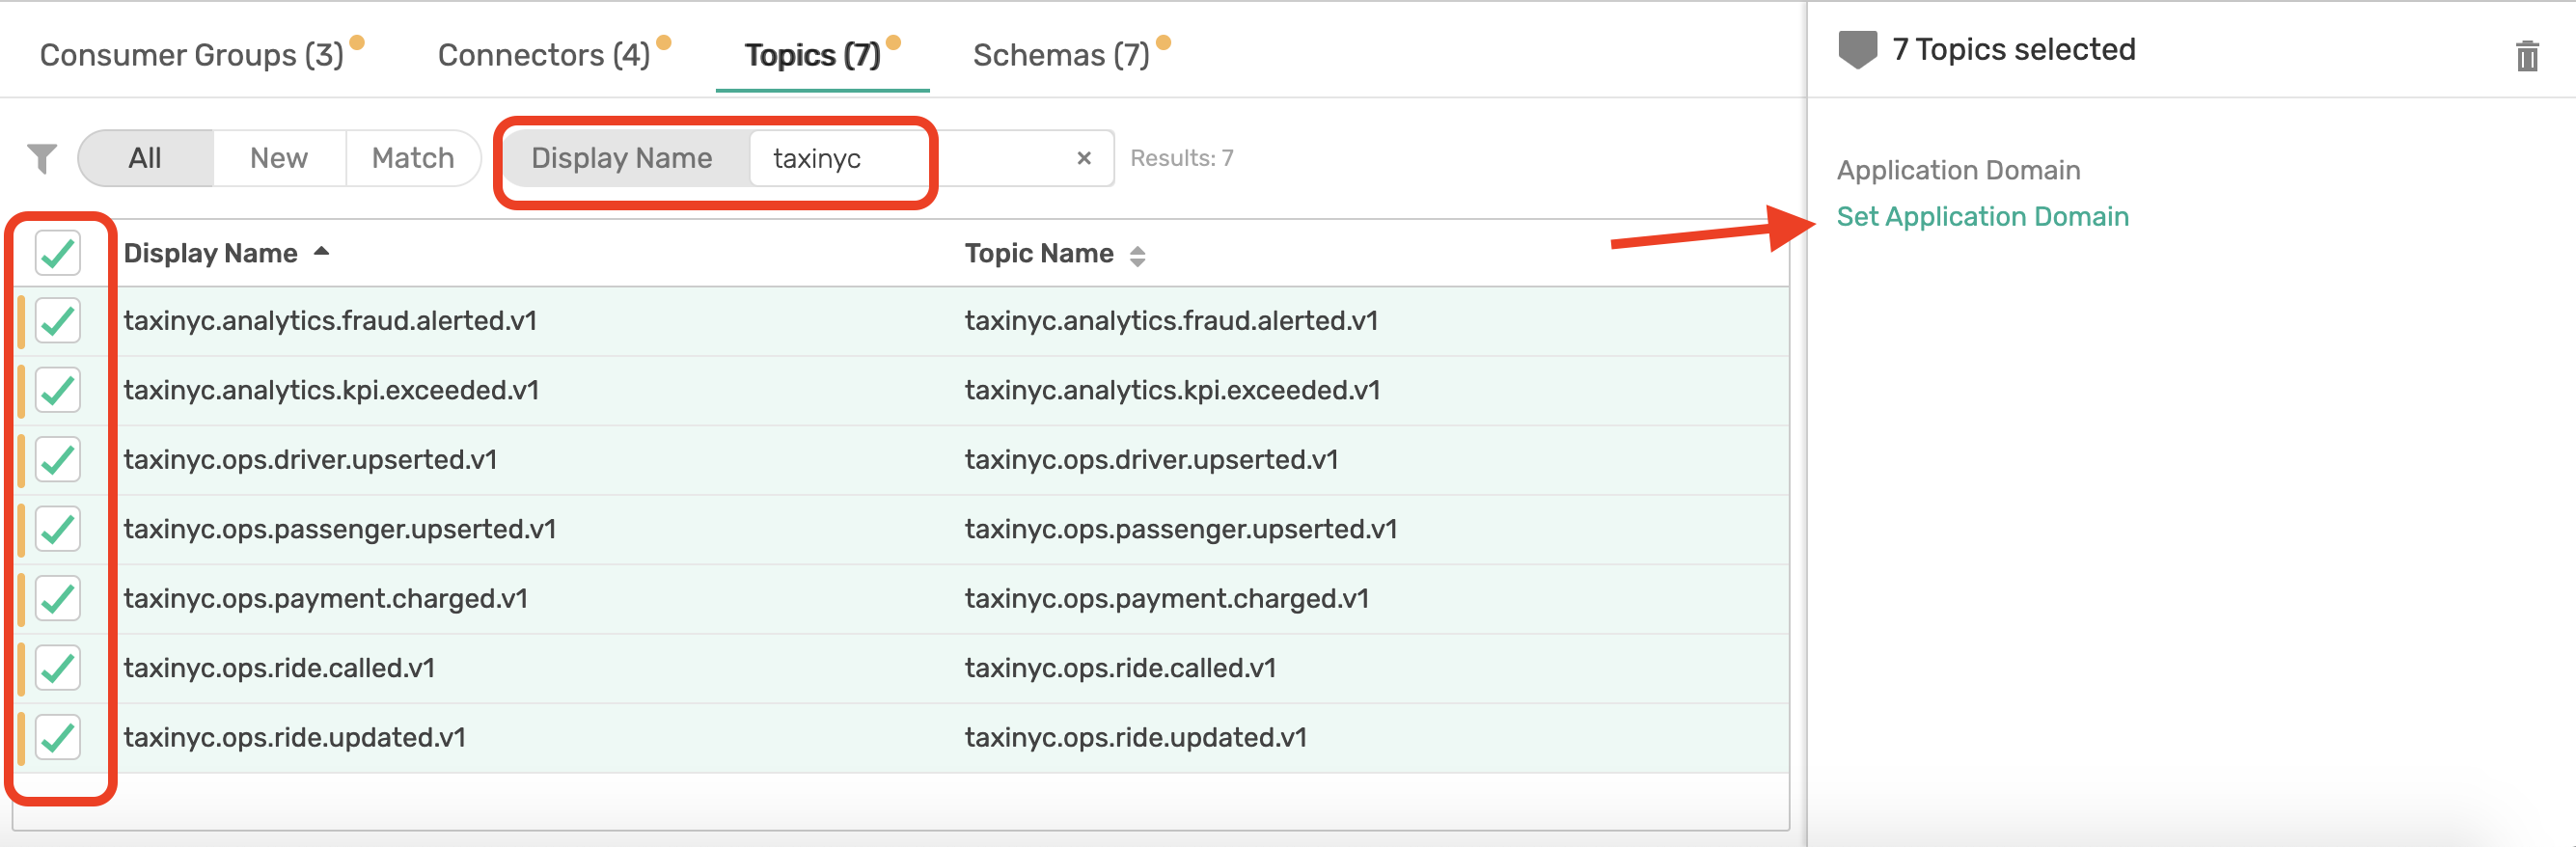 Consumer Groups (3) Connectors (4) Topics (7) Schemas (7)
7 Topics selected
All New Match Display Name taxinyc × Results: 7
Application Domain
Set Application Domain
Display Name Topic Name
taxinyc.analytics.fraud.alerted.v1 taxinyc.analytics.fraud.alerted.v1
taxinyc.analytics.kpi.exceeded.v1 taxinyc.analytics.kpi.exceeded.v1
taxinyc.ops.driver.upserted.v1 taxinyc.ops.driver.upserted.v1
taxinyc.ops.passenger.upserted.v1 taxinyc.ops.passenger.upserted.v1
taxinyc.ops.payment.charged.v1 taxinyc.ops.payment.charged.v1
taxinyc.ops.ride.called.v1 taxinyc.ops.ride.called.v1
taxinyc.ops.ride.updated.v1 taxinyc.ops.ride.updated.v1